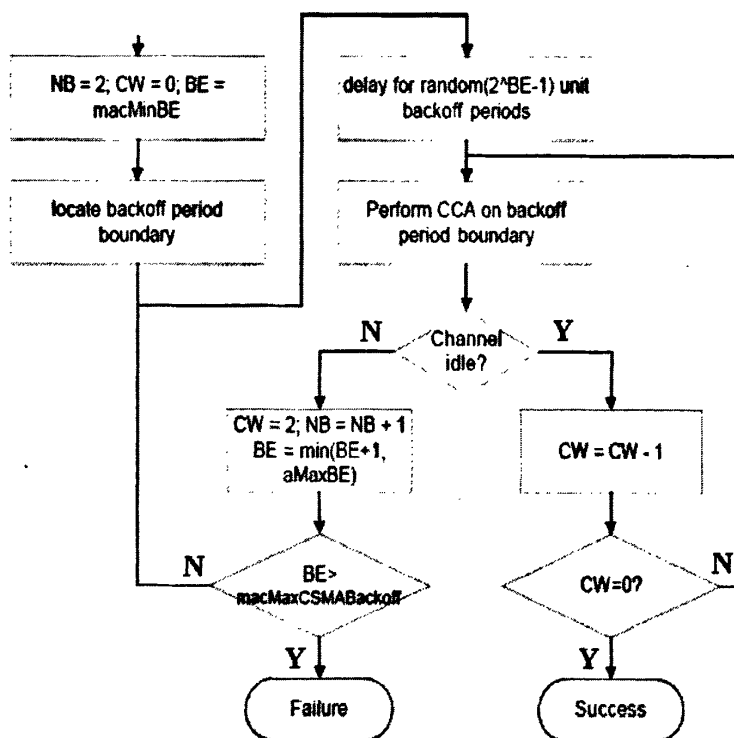 NB = 2; CW = 0; BE =
macMinBE
delay for random(2^BE-1) unit
backoff periods
locate backoff period
boundary
Perform CCA on backoff
period boundary
N
Channel
idle?
Y
CW = 2; NB = NB + 1
BE = min(BE+1,
aMaxBE)
CW = CW - 1
N
BE>
macMaxCSMABackoff
CW=0?
N
Y
Y
Failure
Success